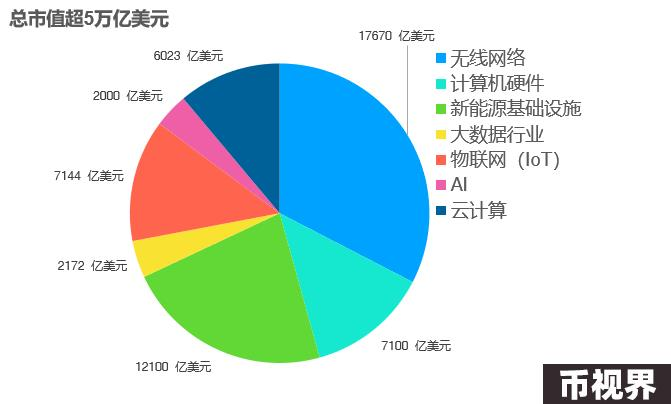 总市值超5万亿美元
17670 亿美元
6023 亿美元
2000 亿美元
7144 亿美元
2172 亿美元
12100 亿美元
7100 亿美元
无线网络
计算机硬件
新能源基础设施
大数据行业
物联网（IoT）
AI
云计算
币视界